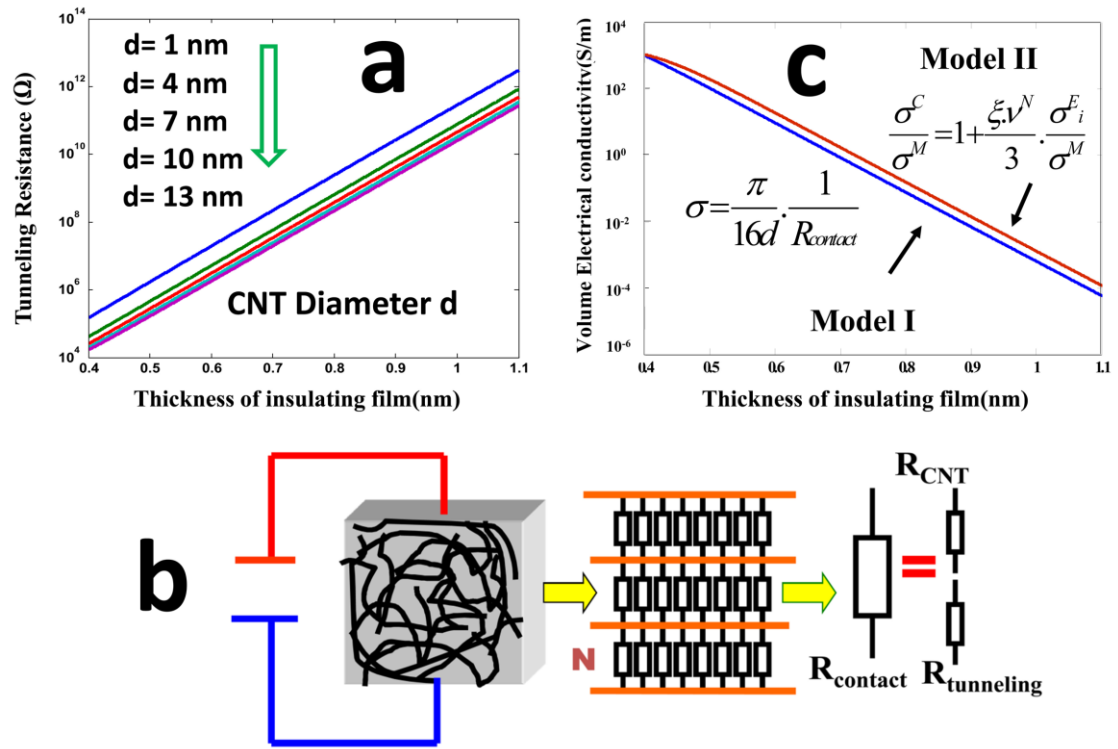 a
Tunneling Resistance (Ω)
10^14
10^12
10^10
10^8
10^6
10^4
d= 1 nm
d= 4 nm
d= 7 nm
d= 10 nm
d= 13 nm
CNT Diameter d
0.4 0.5 0.6 0.7 0.8 0.9 1 1.1
Thickness of insulating film(nm)
c
Volume Electrical conductivity(S/m)
10^4
10^2
10^0
10^-2
10^-4
10^-6
Model II
σ^C/σ^M=1+ξ.ν^N/3.σ^E_i/σ^M
σ=π/16d.1/R_contact
Model I
0.4 0.5 0.6 0.7 0.8 0.9 1 1.1
Thickness of insulating film(nm)
b
N
R_CNT
R_contact
R_tunneling